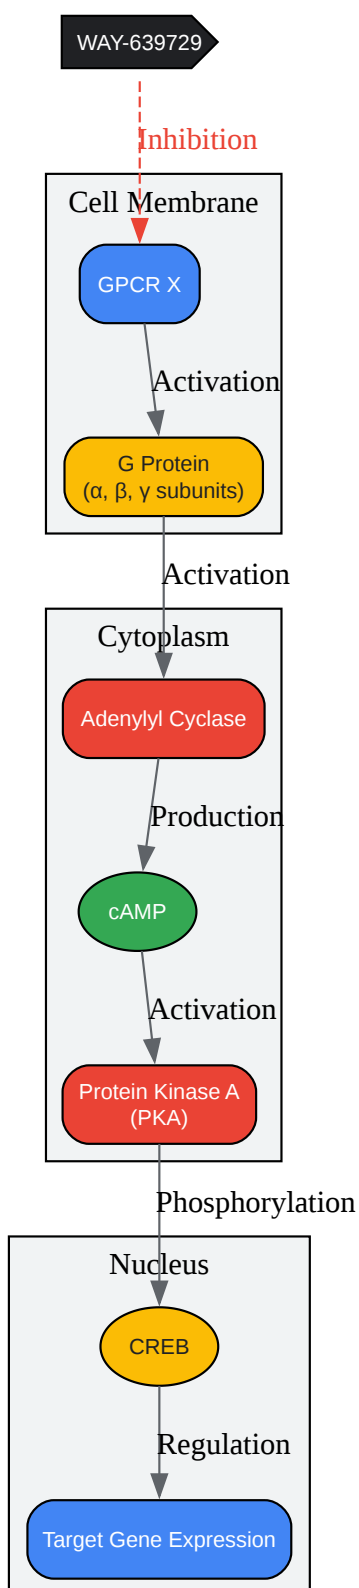 WAY-639729
Inhibition
Cell Membrane
GPCR X
Activation
G Protein
(α, β, γ subunits)
Activation
Cytoplasm
Adenylyl Cyclase
Production
cAMP
Activation
Protein Kinase A
(PKA)
Phosphorylation
Nucleus
CREB
Regulation
Target Gene Expression